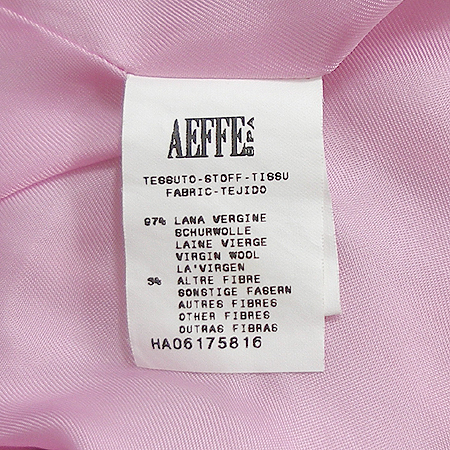 AEFFE SPA
TESSUTO-STOFF-TISSU
FABRIC-TEJIDO
97% LANA VERGINE
SCHURWOLLE
LAINE VIERGE
VIRGIN WOOL
LA'VIRGEN
3% ALTRE FIBRE
SONSTIGE FASERN
AUTRES FIBRES
OTHER FIBRES
OUTRAS FIBRAS
HA06175816